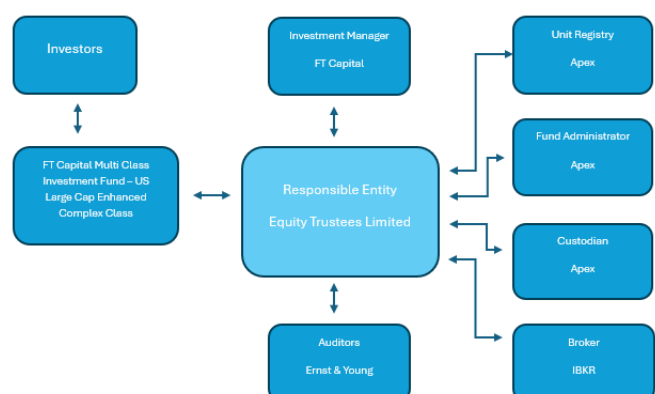 Investors
Investment Manager
FT Capital
Unit Registry
Apex
FT Capital Multi Class
Investment Fund – US
Large Cap Enhanced
Complex Class
Responsible Entity
Equity Trustees Limited
Fund Administrator
Apex
Custodian
Apex
Auditors
Ernst & Young
Broker
IBKR